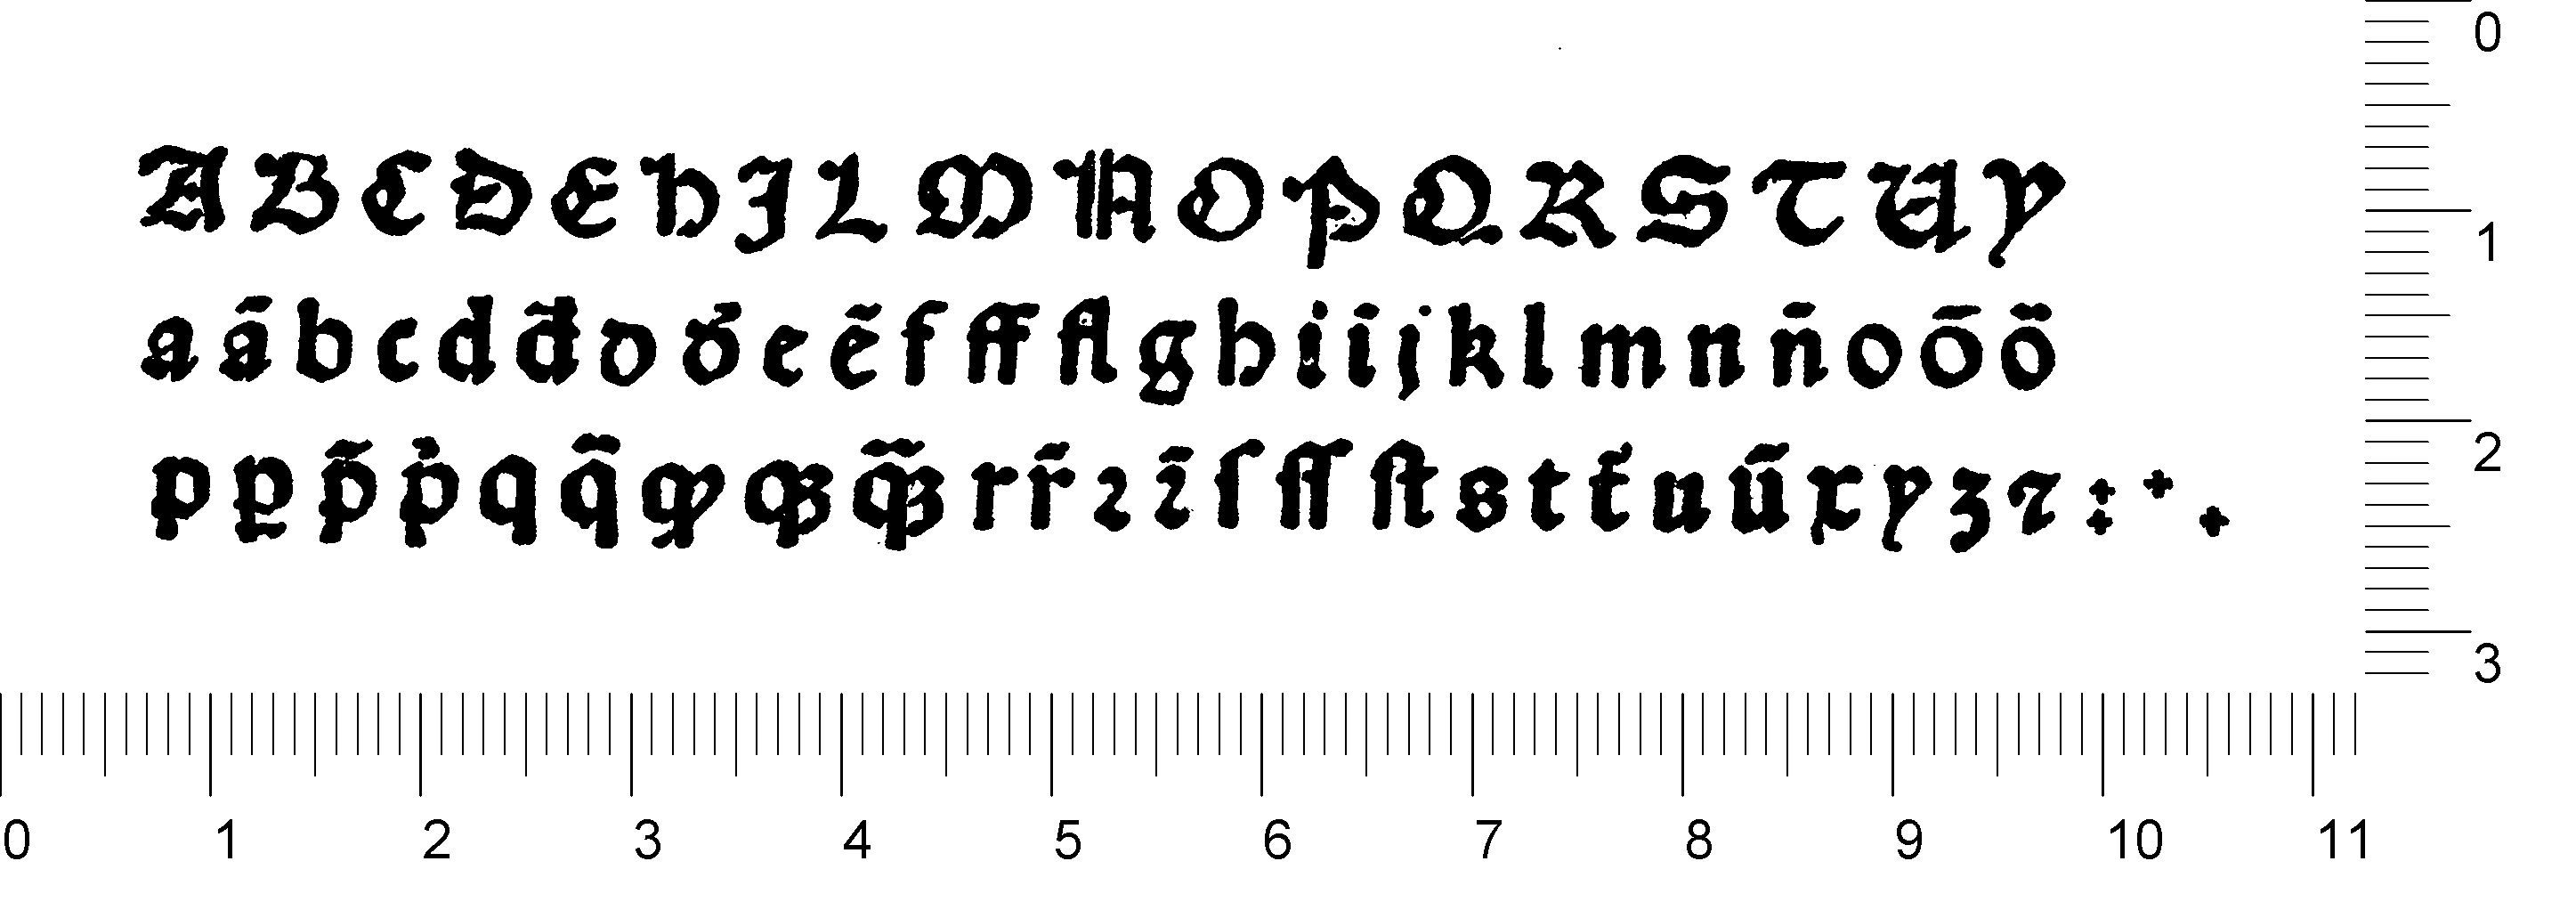 0
A B C D E H J L M N O P Q R S T U Y
1
a ā b c d d̄ ꝺ ꝺ̄ e ē f ff fl g h i ī j k l m n n̄ o ō ö
2
p ꝑ p̄ p̓ q q̄ ꝙ qꝫ q̄ꝫ r r̄ ꝛ ꝛ̄ ſ ſſ ſt s t t̄ u ū x y z ⁊ : · .
3
0 1 2 3 4 5 6 7 8 9 10 11